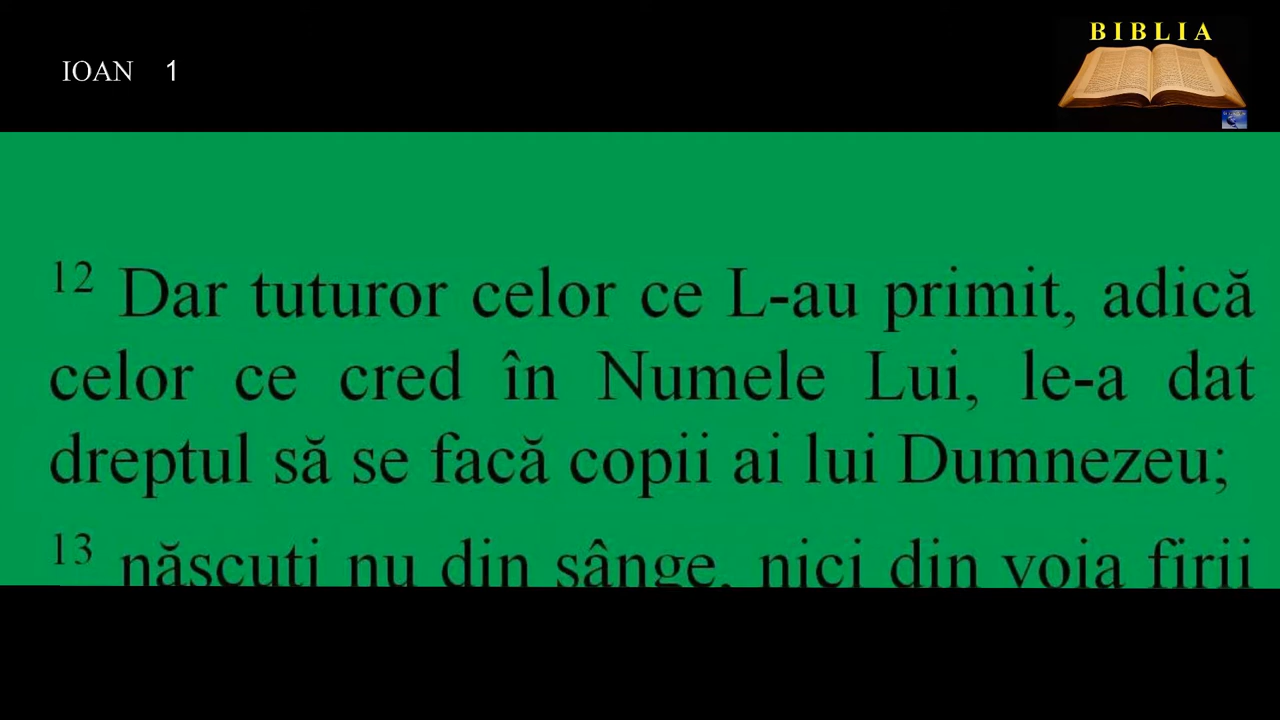 BIBLIA
IOAN 1
12 Dar tuturor celor ce L-au primit, adică
celor ce cred în Numele Lui, le-a dat
dreptul să se facă copii ai lui Dumnezeu;
13 născuți nu din sânge, nici din voia firii